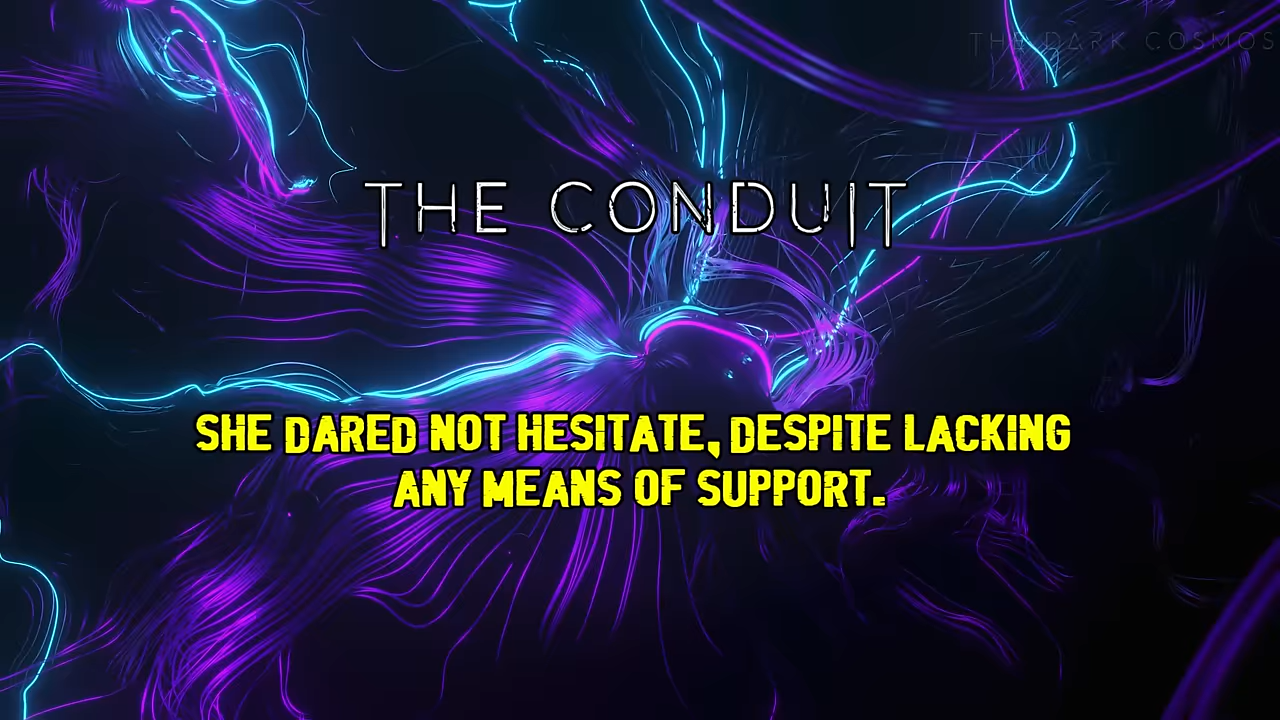 THE DARK COSMOS
THE CONDUIT
SHE DARED NOT HESITATE, DESPITE LACKING
ANY MEANS OF SUPPORT.